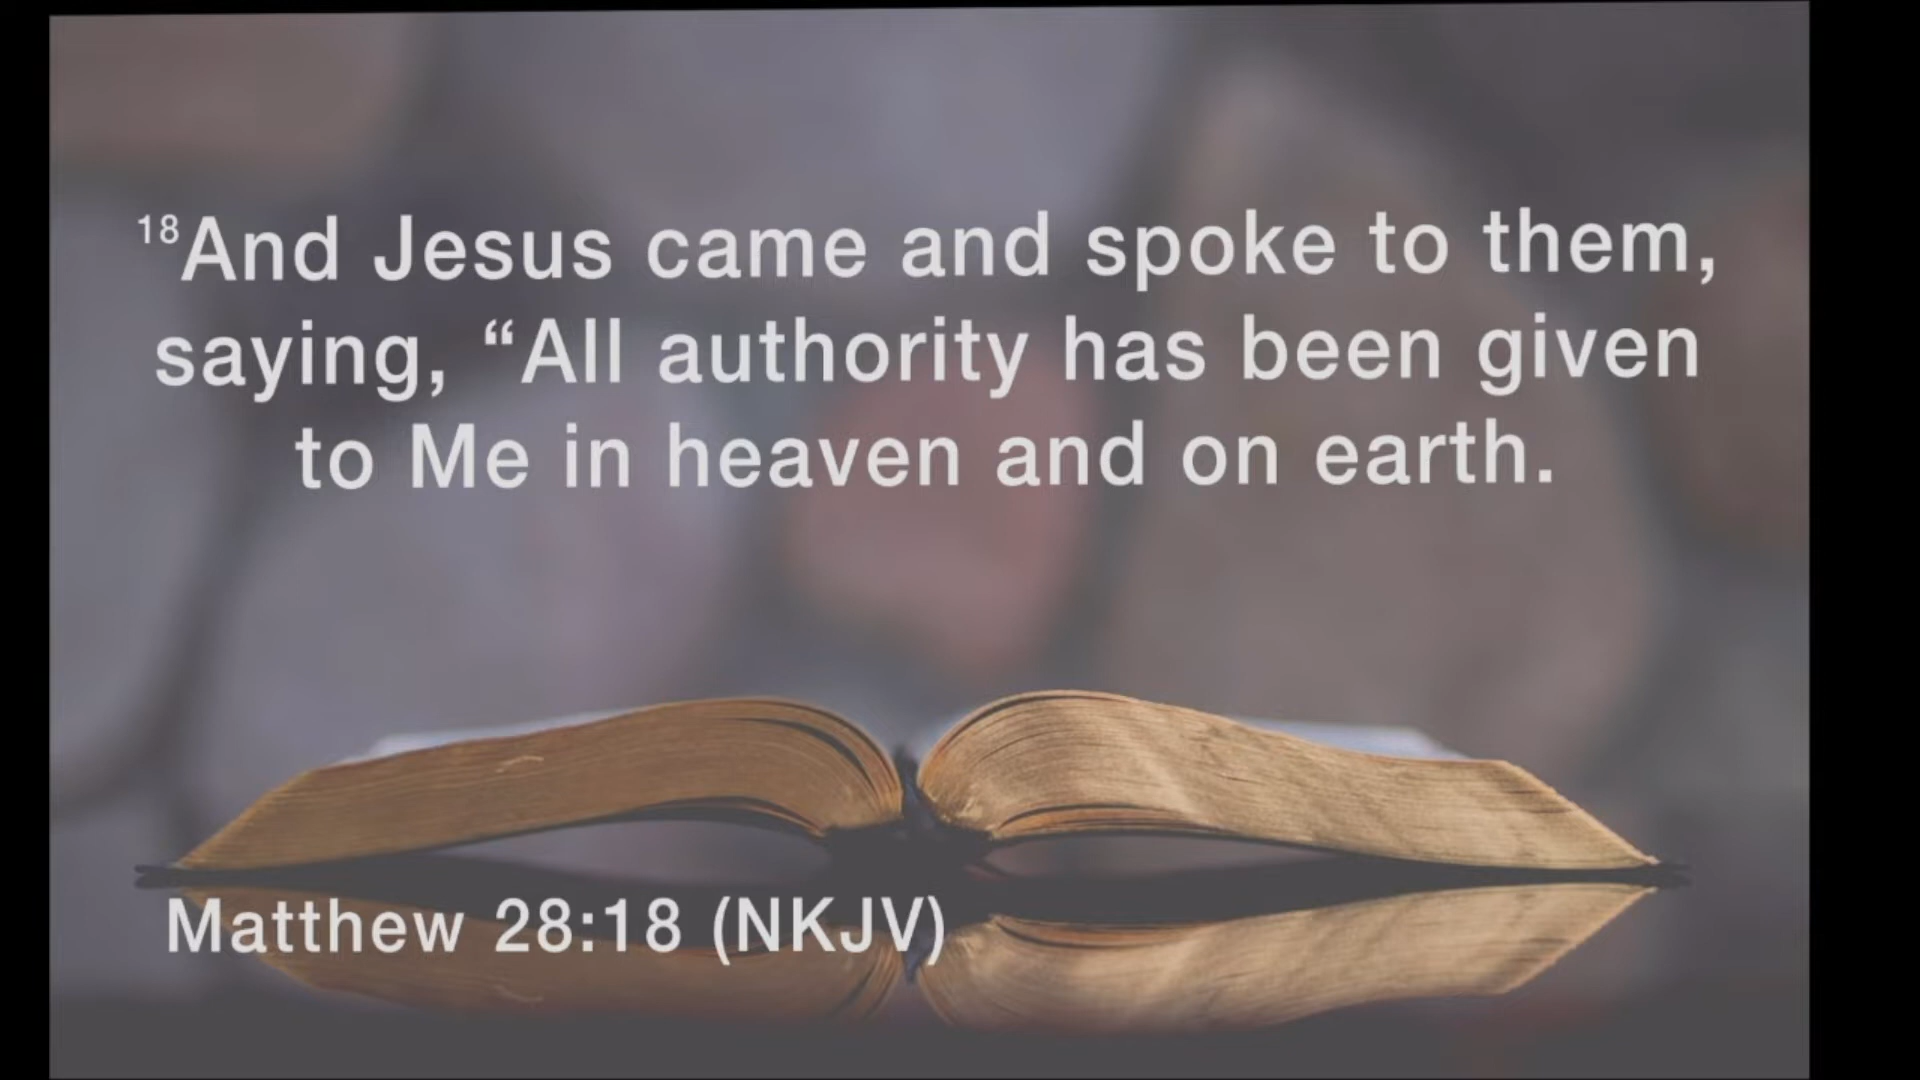 18And Jesus came and spoke to them,
saying, “All authority has been given
to Me in heaven and on earth.
Matthew 28:18 (NKJV)